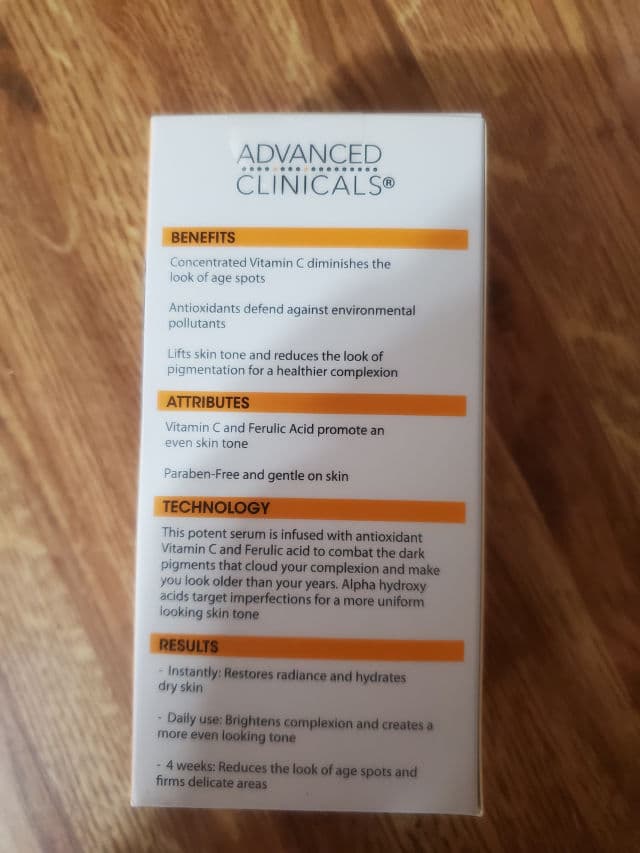 ADVANCED
CLINICALS®
BENEFITS
Concentrated Vitamin C diminishes the
look of age spots
Antioxidants defend against environmental
pollutants
Lifts skin tone and reduces the look of
pigmentation for a healthier complexion
ATTRIBUTES
Vitamin C and Ferulic Acid promote an
even skin tone
Paraben-Free and gentle on skin
TECHNOLOGY
This potent serum is infused with antioxidant
Vitamin C and Ferulic acid to combat the dark
pigments that cloud your complexion and make
you look older than your years. Alpha hydroxy
acids target imperfections for a more uniform
looking skin tone
RESULTS
- Instantly: Restores radiance and hydrates
dry skin
- Daily use: Brightens complexion and creates a
more even looking tone
- 4 weeks: Reduces the look of age spots and
firms delicate areas